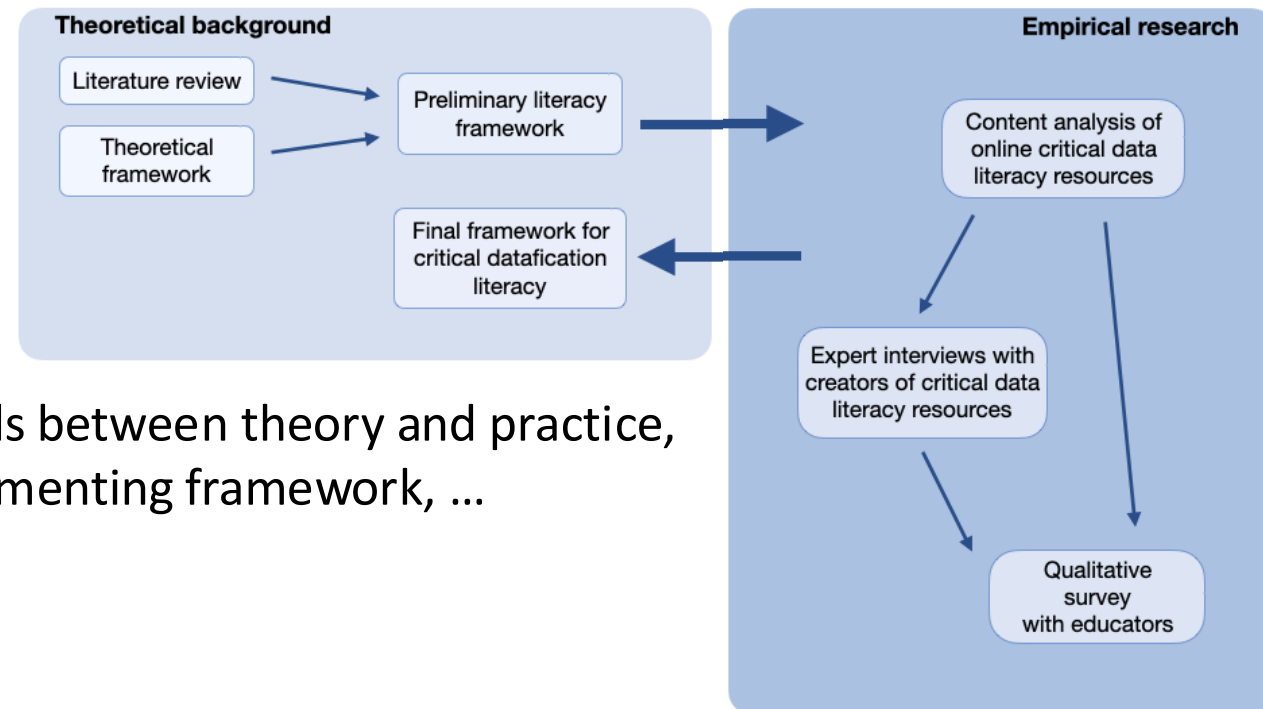 Theoretical background
Literature review
Theoretical
framework
Preliminary literacy
framework
Final framework for
critical datafication
literacy
Empirical research
Content analysis of
online critical data
literacy resources
Expert interviews with
creators of critical data
literacy resources
Qualitative
survey
with educators
between theory and practice,
framework, ...